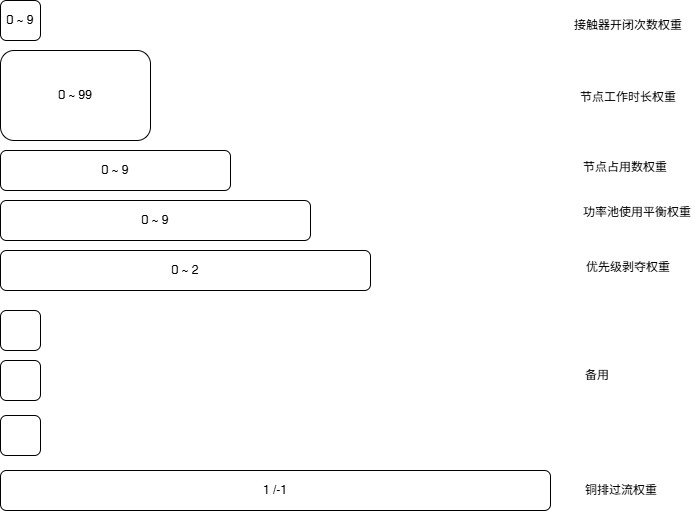 0 ~ 9
接触器开闭次数权重
0 ~ 99
节点工作时长权重
0 ~ 9
节点占用数权重
0 ~ 9
功率池使用平衡权重
0 ~ 2
优先级剥夺权重
备用
1 /-1
铜排过流权重